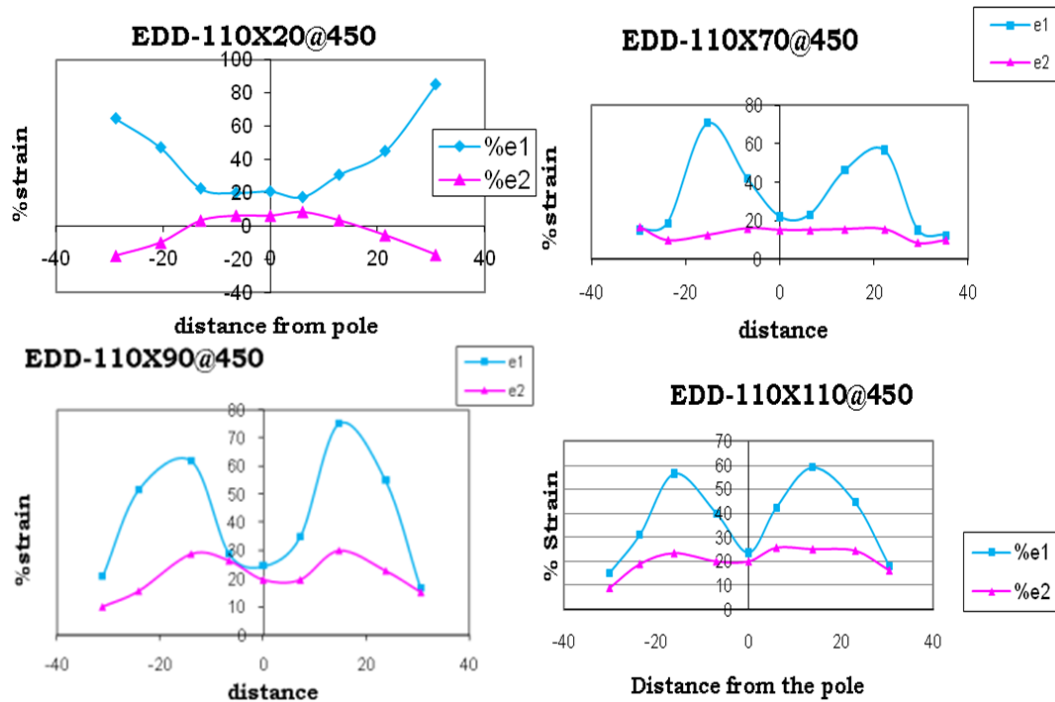 EDD-110X20@450
100
80
60
40
20
0
-20
-40
-40
-20
0
20
40
%strain
distance from pole
%e1
%e2
EDD-110X70@450
e1
e2
80
60
40
20
0
-40
-20
0
20
40
%strain
distance
EDD-110X90@450
e1
e2
80
70
60
50
40
30
20
10
0
-40
-20
0
20
40
%strain
distance
EDD-110X110@450
70
60
50
40
30
20
10
0
-40
-20
0
20
40
% Strain
Distance from the pole
%e1
%e2